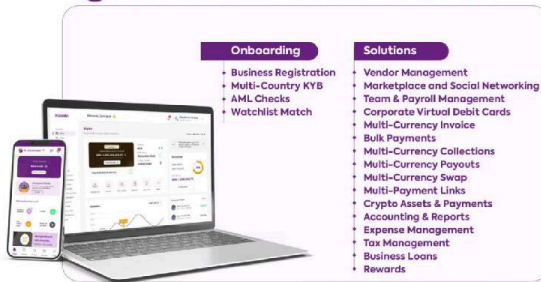 Onboarding
Business Registration
Multi-Country KYB
AML Checks
Watchlist Match
Solutions
Vendor Management
Marketplace and Social Networking
Team & Payroll Management
Corporate Virtual Debit Cards
Multi-Currency Invoice
Bulk Payments
Multi-Currency Collections
Multi-Currency Payouts
Multi-Currency Swap
Multi-Payment Links
Crypto Assets & Payments
Accounting & Reports
Expense Management
Tax Management
Business Loans
Rewards